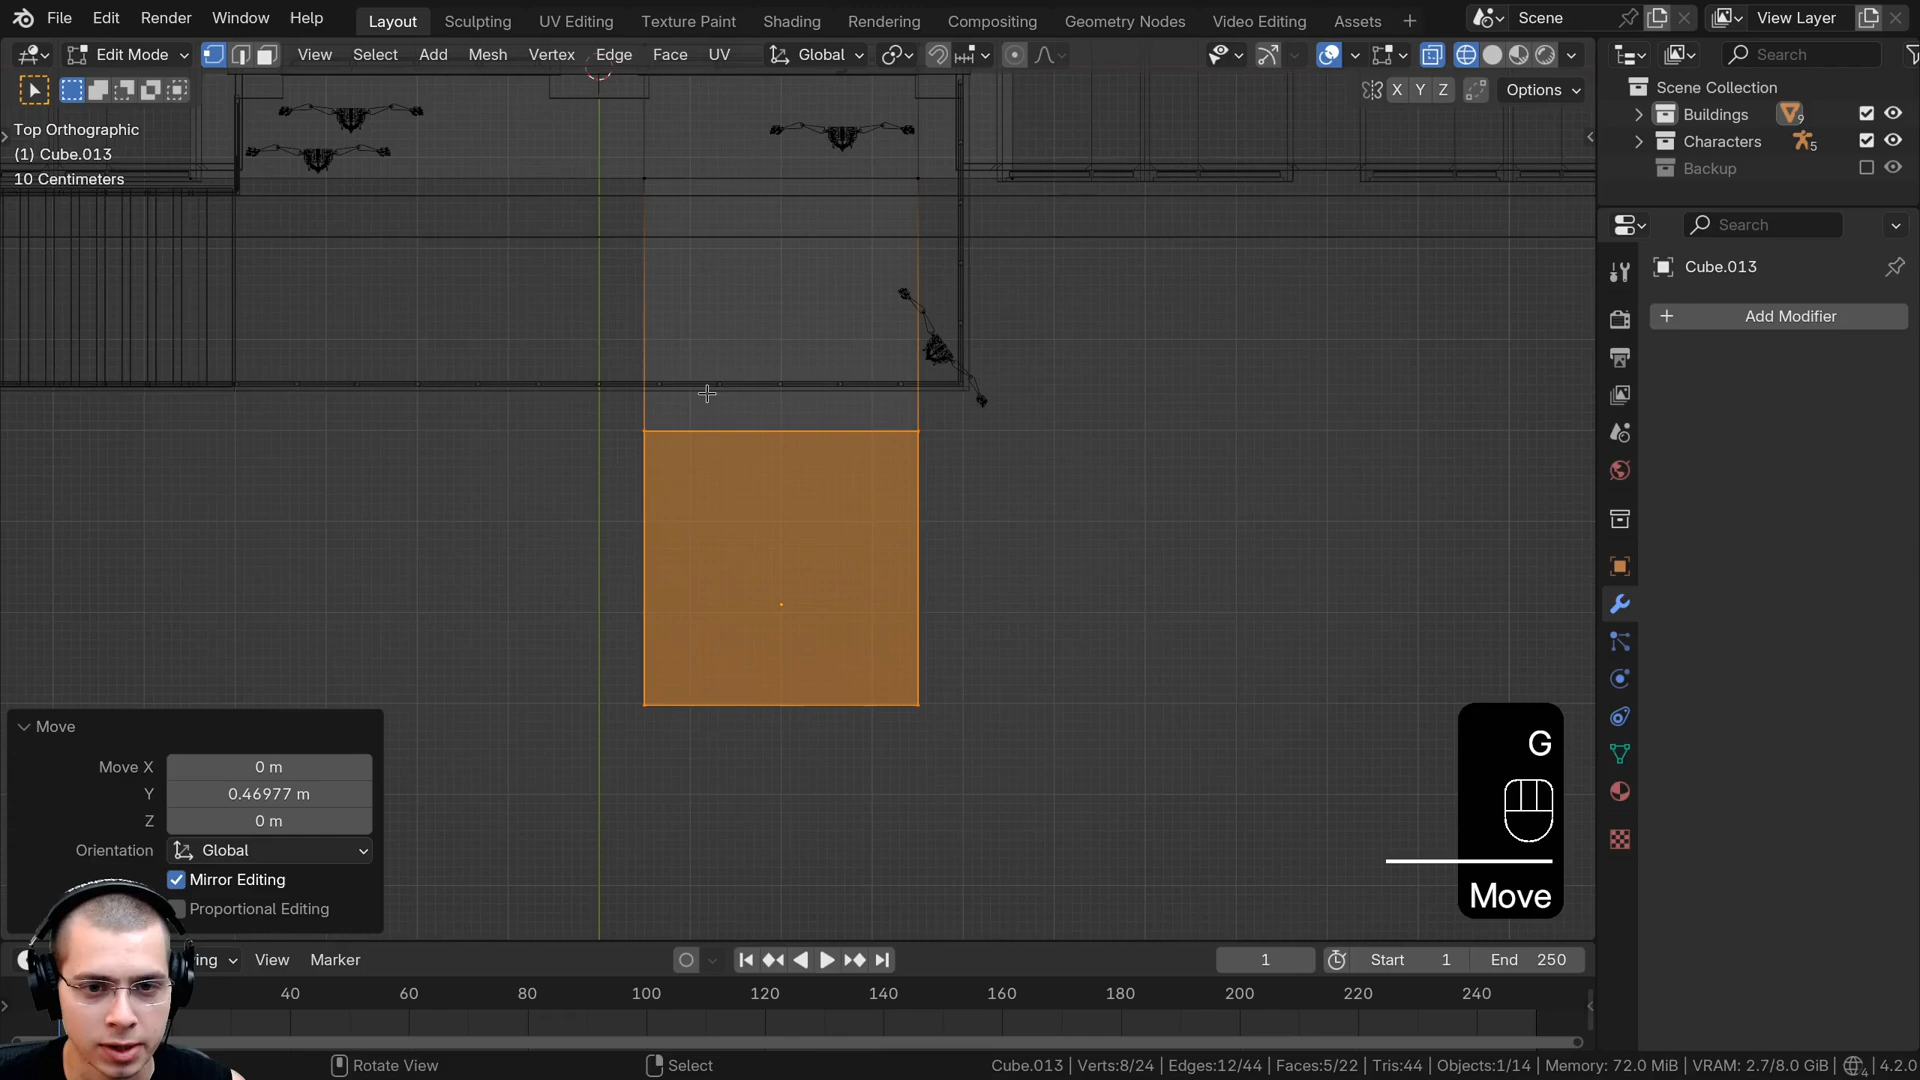 File Edit Render Window Help Layout Sculpting UV Editing Texture Paint Shading Rendering Compositing Geometry Nodes Video Editing Assets Scene View Layer
Edit Mode View Select Add Mesh Vertex Edge Face UV Global Search
X Y Z Options
Top Orthographic
(1) Cube.013
10 Centimeters
Scene Collection
Buildings 9
Characters 5
Backup
Search
Cube.013
Add Modifier
Move
Move X 0 m
Y 0.46977 m
Z 0 m
Orientation Global
Mirror Editing
Proportional Editing
G
Move
View Marker 1 Start 1 End 250
40 60 80 100 120 140 160 180 200 220 240
Rotate View Select Cube.013 | Verts:8/24 | Edges:12/44 | Faces:5/22 | Tris:44 | Objects:1/14 | Memory: 72.0 MiB | VRAM: 2.7/8.0 GiB | 4 4.2.0